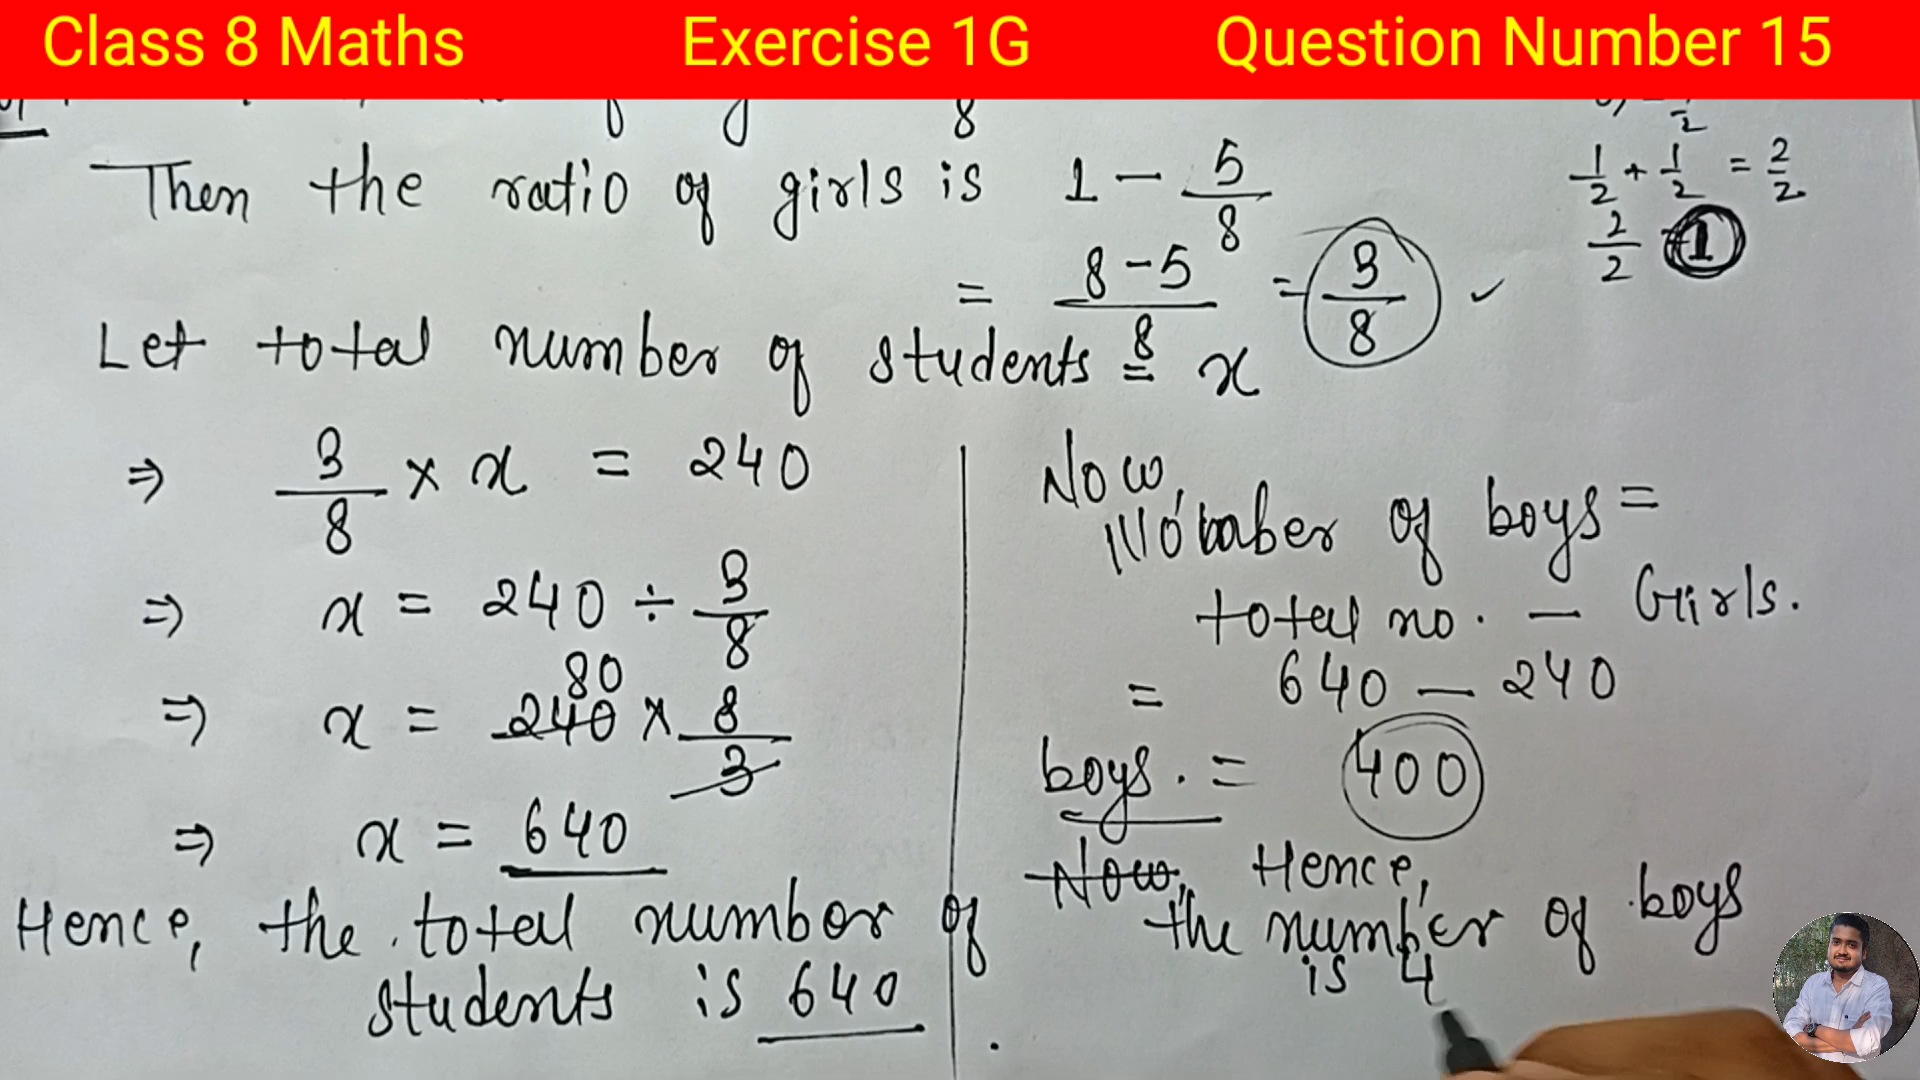 Class 8 Maths Exercise 1G Question Number 15
8
Then the ratio of girls is 1 - 5/8
1/2 + 1/2 = 2/2
2/2 = 1
= 8-5/8 = 3/8 ✓
Let total number of students = x
⇒ 3/8 × x = 240
⇒ x = 240 ÷ 3/8
80
⇒ x = 240 × 8/3
⇒ x = 640
Hence, the total number of
students is 640
Now,
Number of boys =
total no. - Girls.
= 640 - 240
boys. = 400
Now, Hence,
the number of boys
is 4